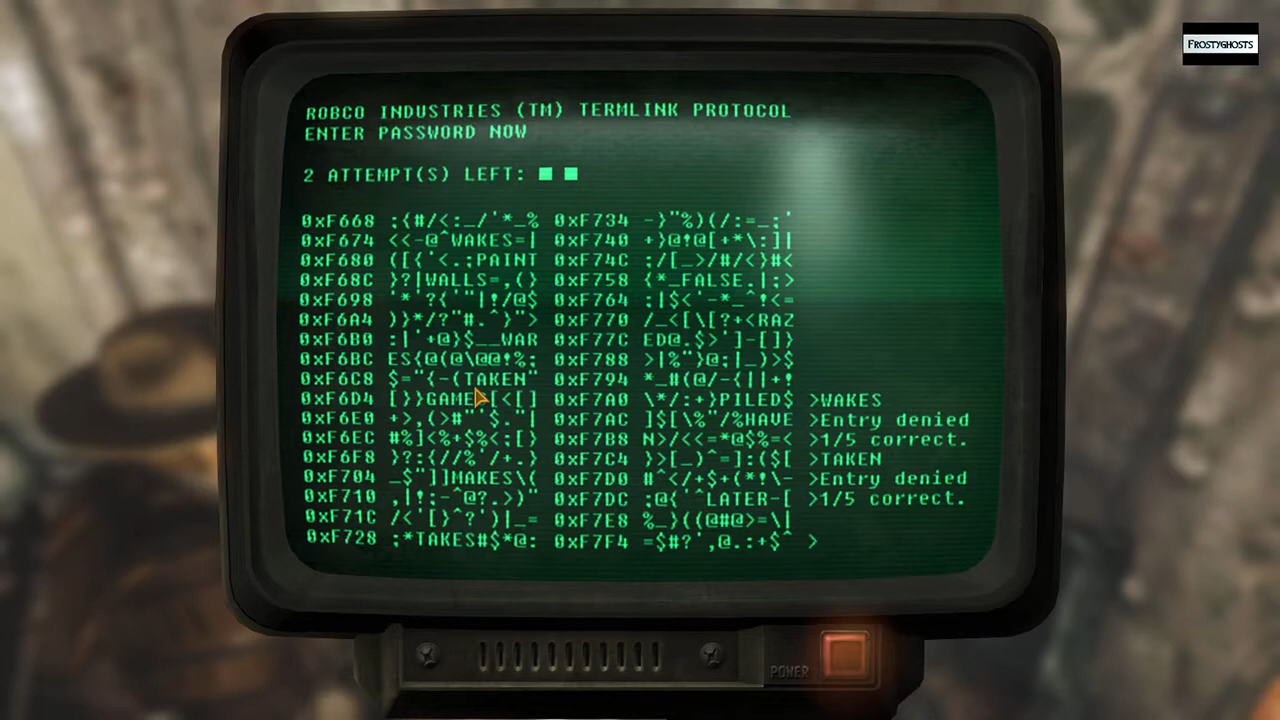 FROSTYGHOSTS
ROBCO INDUSTRIES (TM) TERMLINK PROTOCOL
ENTER PASSWORD NOW
2 ATTEMPT(S) LEFT: ■ ■
0xF668 :{#/<:_/'*_% 0xF734 -}"%)(/:=_;'
0xF674 <<-@^WAKES=| 0xF740 +}@!@[+*\:]|
0xF680 ([{'<.;PAINT 0xF74C :/[_>/#/<}#<
0xF68C }?|WALLS=,(} 0xF758 {*_FALSE.|;>
0xF698 '*'?{'"|!/@$ 0xF764 :|$<'-*_^!<=
0xF6A4 )}*/?"#.^}"> 0xF770 /_<[\[?+<RAZ
0xF6B0 :|'+@}$__WAR 0xF77C ED@.$>']-[]}
0xF6BC ES{@(@\@@!%; 0xF788 >|%"}@;|_)>$
0xF6C8 $="{-(TAKEN" 0xF794 *_#(@/-{||+!
0xF6D4 [}}GAMES[<[] 0xF7A0 \*/:+}PILED$ >WAKES
0xF6E0 +>,(>#"'$."| 0xF7AC ]$[\%"/%HAVE >Entry denied
0xF6EC #%]<%+$%<;[} 0xF7B8 N>/<<=*@$%=< >1/5 correct.
0xF6F8 }?:{//%'/+.} 0xF7C4 }>[_)^=]:($[ >TAKEN
0xF704 _$"]]MAKES\( 0xF7D0 #^</+$+(*!\- >Entry denied
0xF710 ,|!:-^@?.>)" 0xF7DC :@{'^LATER-[ >1/5 correct.
0xF71C /<'[}^?')|_= 0xF7E8 %_}((@#@>=\|
0xF728 ;*TAKES#$*@: 0xF7F4 =$#?',@.:+$^ >
POWER